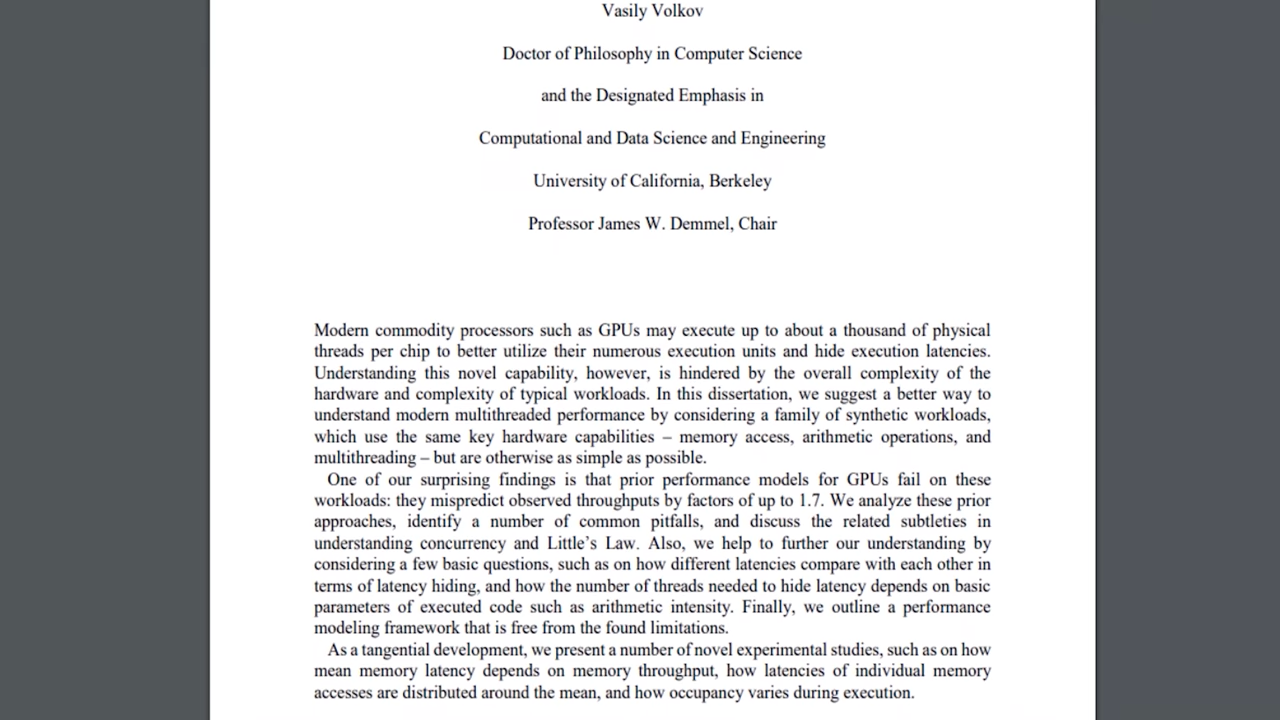 Vasily Volkov
Doctor of Philosophy in Computer Science
and the Designated Emphasis in
Computational and Data Science and Engineering
University of California, Berkeley
Professor James W. Demmel, Chair
Modern commodity processors such as GPUs may execute up to about a thousand of physical
threads per chip to better utilize their numerous execution units and hide execution latencies.
Understanding this novel capability, however, is hindered by the overall complexity of the
hardware and complexity of typical workloads. In this dissertation, we suggest a better way to
understand modern multithreaded performance by considering a family of synthetic workloads,
which use the same key hardware capabilities – memory access, arithmetic operations, and
multithreading – but are otherwise as simple as possible.
One of our surprising findings is that prior performance models for GPUs fail on these
workloads: they mispredict observed throughputs by factors of up to 1.7. We analyze these prior
approaches, identify a number of common pitfalls, and discuss the related subtleties in
understanding concurrency and Little's Law. Also, we help to further our understanding by
considering a few basic questions, such as on how different latencies compare with each other in
terms of latency hiding, and how the number of threads needed to hide latency depends on basic
parameters of executed code such as arithmetic intensity. Finally, we outline a performance
modeling framework that is free from the found limitations.
As a tangential development, we present a number of novel experimental studies, such as on how
mean memory latency depends on memory throughput, how latencies of individual memory
accesses are distributed around the mean, and how occupancy varies during execution.